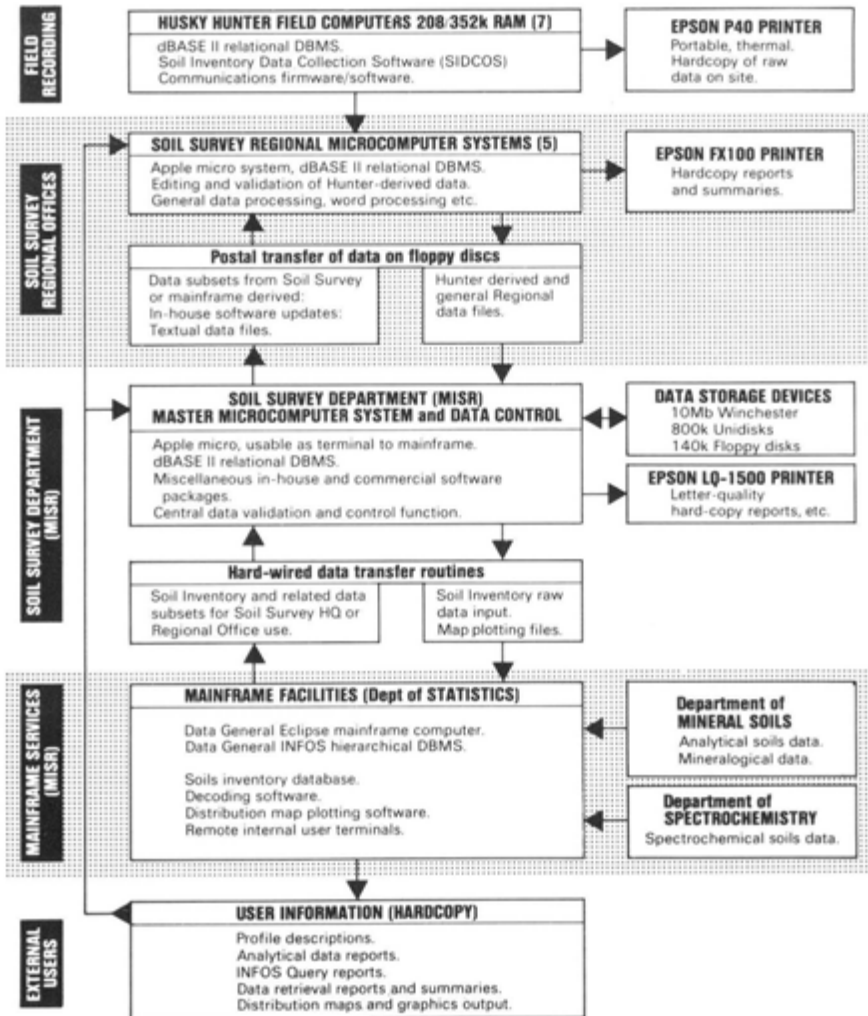 FIELD
RECORDING
HUSKY HUNTER FIELD COMPUTERS 208/352k RAM (7)
dBASE II relational DBMS.
Soil Inventory Data Collection Software (SIDCOS)
Communications firmware/software.
EPSON P40 PRINTER
Portable, thermal.
Hardcopy of raw
data on site.
SOIL SURVEY
REGIONAL OFFICES
SOIL SURVEY REGIONAL MICROCOMPUTER SYSTEMS (5)
Apple micro system, dBASE II relational DBMS.
Editing and validation of Hunter-derived data.
General data processing, word processing etc.
EPSON FX100 PRINTER
Hardcopy reports
and summaries.
Postal transfer of data on floppy discs
Data subsets from Soil Survey
or mainframe derived:
In-house software updates:
Textual data files.
Hunter derived and
general Regional
data files.
SOIL SURVEY DEPARTMENT
(MISR)
SOIL SURVEY DEPARTMENT (MISR)
MASTER MICROCOMPUTER SYSTEM and DATA CONTROL
Apple micro, usable as terminal to mainframe.
dBASE II relational DBMS.
Miscellaneous in-house and commercial software
packages.
Central data validation and control function.
DATA STORAGE DEVICES
10Mb Winchester
800k Unidisks
140k Floppy disks
EPSON LQ-1500 PRINTER
Letter-quality
hard-copy reports, etc.
Hard-wired data transfer routines
Soil Inventory and related data
subsets for Soil Survey HQ or
Regional Office use.
Soil Inventory raw
data input.
Map plotting files.
MAINFRAME SERVICES
(MISR)
MAINFRAME FACILITIES (Dept of STATISTICS)
Data General Eclipse mainframe computer.
Data General INFOS hierarchical DBMS.
Soils inventory database.
Decoding software.
Distribution map plotting software.
Remote internal user terminals.
Department of
MINERAL SOILS
Analytical soils data.
Mineralogical data.
Department of
SPECTROCHEMISTRY
Spectrochemical soils data.
EXTERNAL
USERS
USER INFORMATION (HARDCOPY)
Profile descriptions.
Analytical data reports.
INFOS Query reports.
Data retrieval reports and summaries.
Distribution maps and graphics output.